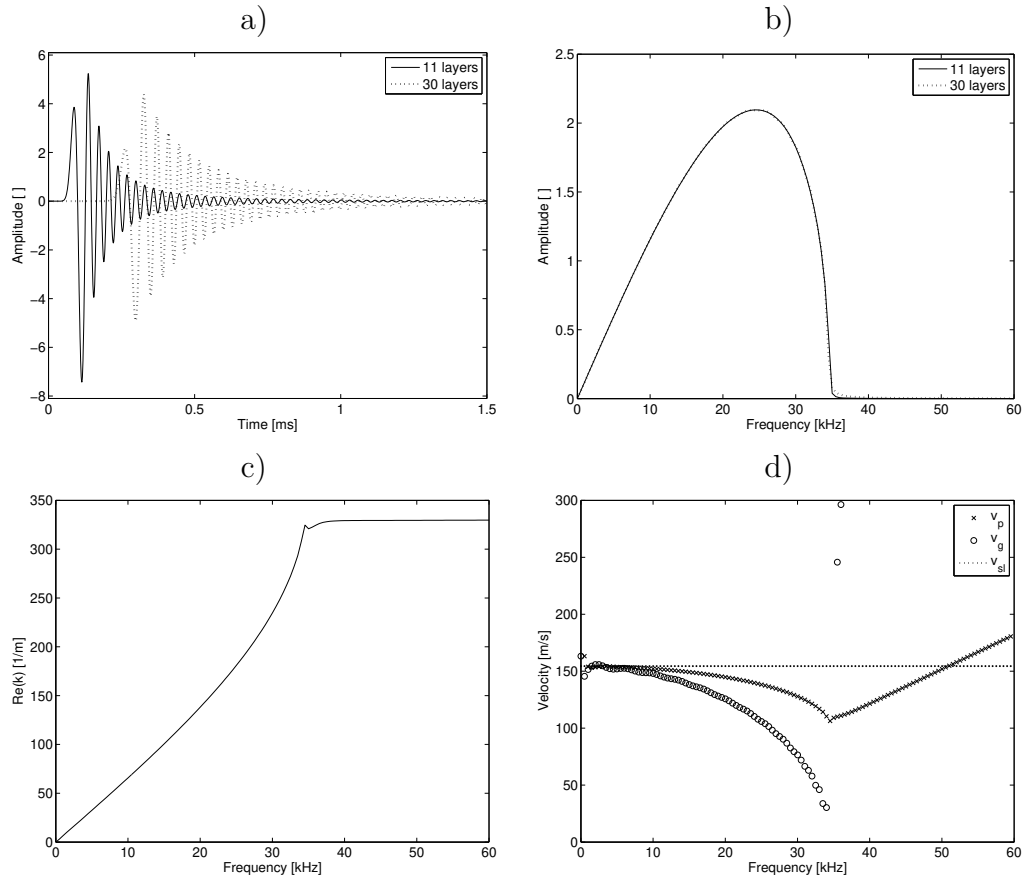 a)
6
4
2
0
−2
−4
−6
−8
0
0.5
1
1.5
Amplitude [ ]
Time [ms]
11 layers
30 layers
b)
2.5
2
1.5
1
0.5
0
0
10
20
30
40
50
60
Amplitude [ ]
Frequency [kHz]
11 layers
30 layers
c)
350
300
250
200
150
100
50
0
0
10
20
30
40
50
60
Re(k) [1/m]
Frequency [kHz]
d)
300
250
200
150
100
50
0
0
10
20
30
40
50
60
Velocity [m/s]
Frequency [kHz]
v_p
v_g
v_sl